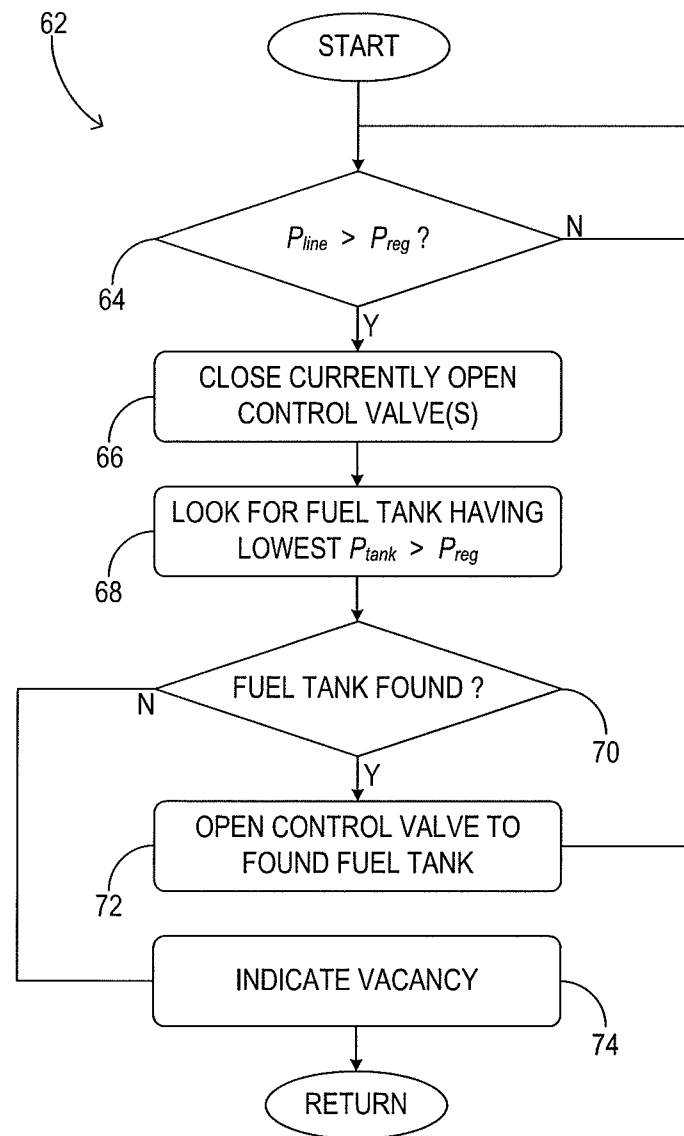 62
START
P_line > P_reg ?
N
64
Y
CLOSE CURRENTLY OPEN
CONTROL VALVE(S)
66
LOOK FOR FUEL TANK HAVING
LOWEST P_tank > P_reg
68
FUEL TANK FOUND ?
N
70
Y
OPEN CONTROL VALVE TO
FOUND FUEL TANK
72
INDICATE VACANCY
74
RETURN